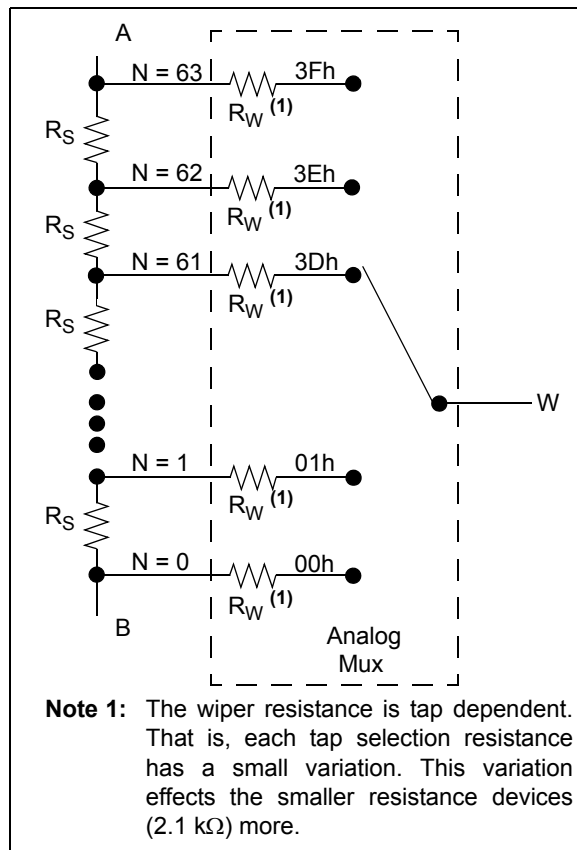 A
N = 63 3Fh
R_W (1)
R_S
N = 62 3Eh
R_W (1)
R_S
N = 61 3Dh
R_W (1)
R_S
W
N = 1 01h
R_W (1)
R_S
N = 0 00h
R_W (1)
B
Analog
Mux
Note 1: The wiper resistance is tap dependent.
That is, each tap selection resistance
has a small variation. This variation
effects the smaller resistance devices
(2.1 kΩ) more.